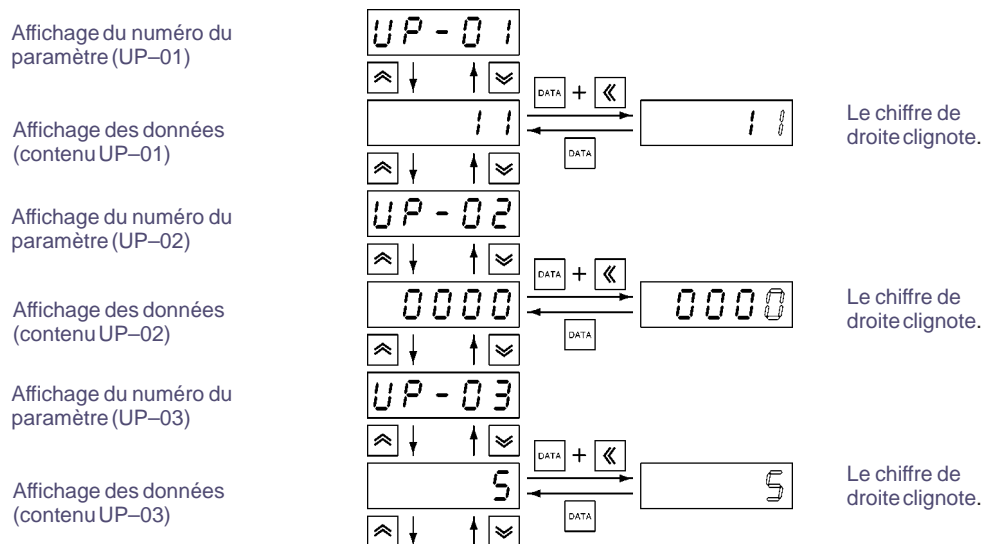 Affichage du numéro du
paramètre (UP–01)
UP-01
DATA + 
Affichage des données
(contenu UP–01)
11
DATA
11
Le chiffre de
droite clignote.
Affichage du numéro du
paramètre (UP–02)
UP-02
DATA + 
Affichage des données
(contenu UP–02)
0000
DATA
0000
Le chiffre de
droite clignote.
Affichage du numéro du
paramètre (UP–03)
UP-03
DATA + 
Affichage des données
(contenu UP–03)
5
DATA
5
Le chiffre de
droite clignote.